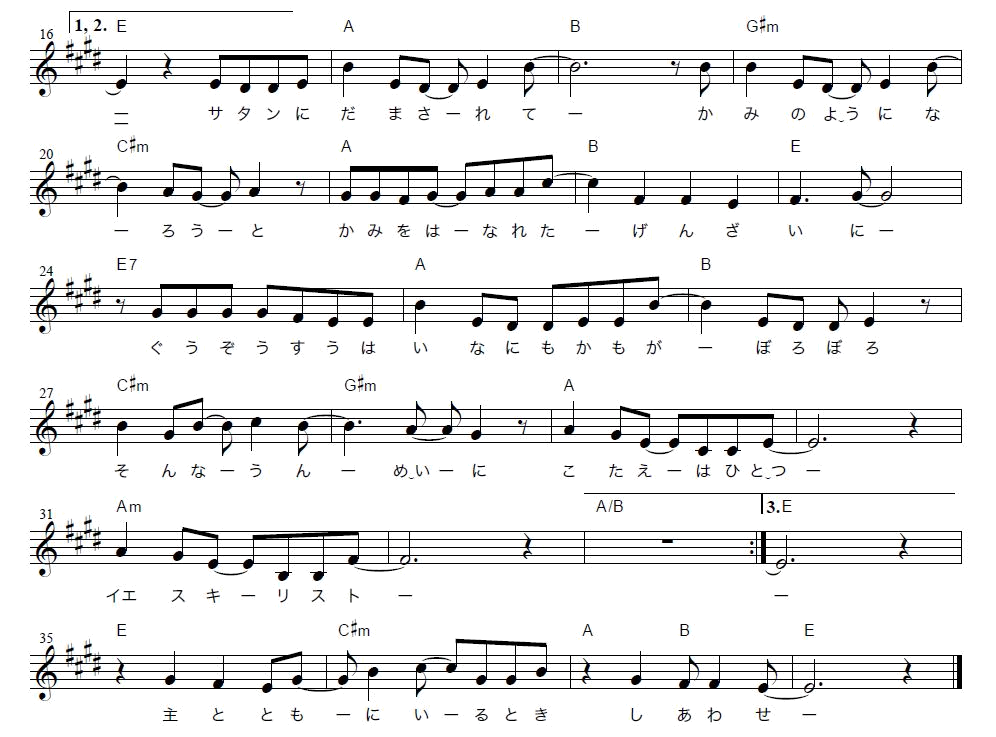 1, 2. E A B G#m
16
ニ サ タ ン に だ ま さ ー れ て ー か み の よ う に な
C#m A B E
20
ー ろ う ー と か み を は ー な れ た ー げ ん ざ い に ー
E7 A B
24
ぐ う ぞ う す う は い な に も か も が ー ぼ ろ ぼ ろ
C#m G#m A
27
そ ん な ー う ん ー め い ー に こ た え ー は ひ と つ ー
Am A/B 3. E
31
イエ ス キ ー リ ス ト ー ー
E C#m A B E
35
主 と と も ー に い ー る と き し あ わ せ ー